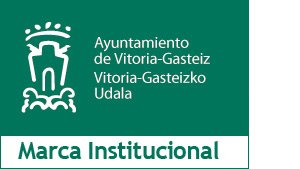 Ayuntamiento
de Vitoria-Gasteiz
Vitoria-Gasteizko
Udala
Marca Institucional